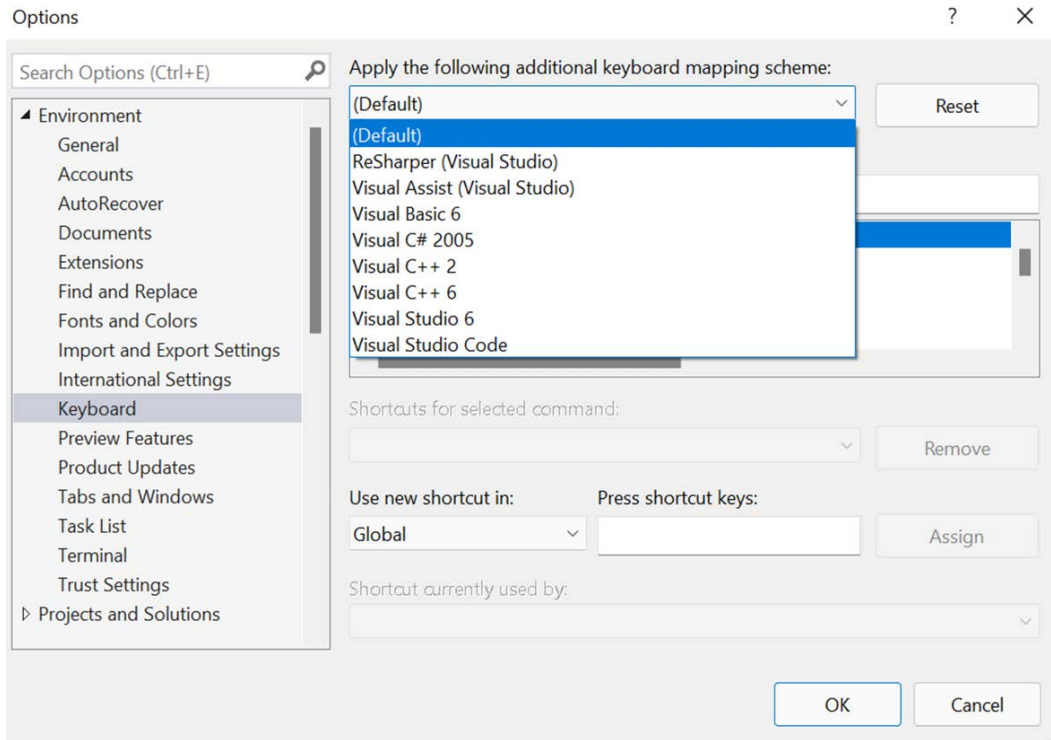 Options
?
Search Options (Ctrl+E)
Environment
General
Accounts
AutoRecover
Documents
Extensions
Find and Replace
Fonts and Colors
Import and Export Settings
International Settings
Keyboard
Preview Features
Product Updates
Tabs and Windows
Task List
Terminal
Trust Settings
Projects and Solutions
Apply the following additional keyboard mapping scheme:
(Default)
Reset
(Default)
ReSharper (Visual Studio)
Visual Assist (Visual Studio)
Visual Basic 6
Visual C# 2005
Visual C++ 2
Visual C++ 6
Visual Studio 6
Visual Studio Code
Shortcuts for selected command:
Remove
Use new shortcut in:
Press shortcut keys:
Global
Assign
Shortcut currently used by:
OK
Cancel